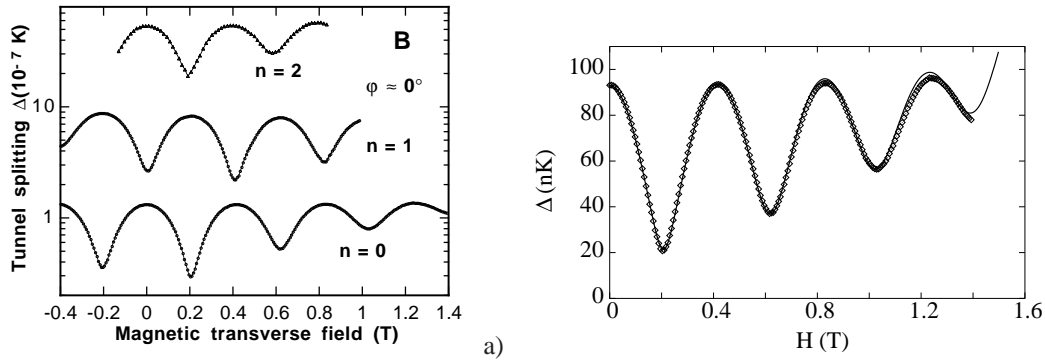 a)
B
n = 2
φ ≈ 0°
n = 1
n = 0
Tunnel splitting Δ(10⁻⁷ K)
10
1
-0.4 -0.2 0 0.2 0.4 0.6 0.8 1 1.2 1.4
Magnetic transverse field (T)
a)
Δ (nK)
100
80
60
40
20
0
0 0.4 0.8 1.2 1.6
H (T)